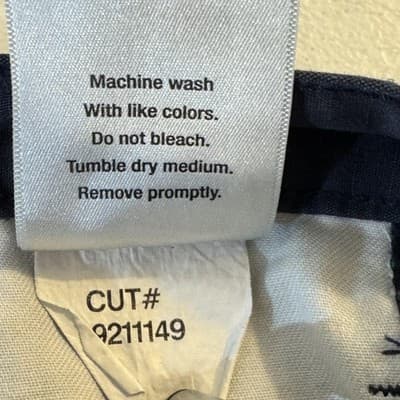 Machine wash
With like colors.
Do not bleach.
Tumble dry medium.
Remove promptly.
CUT#
9211149